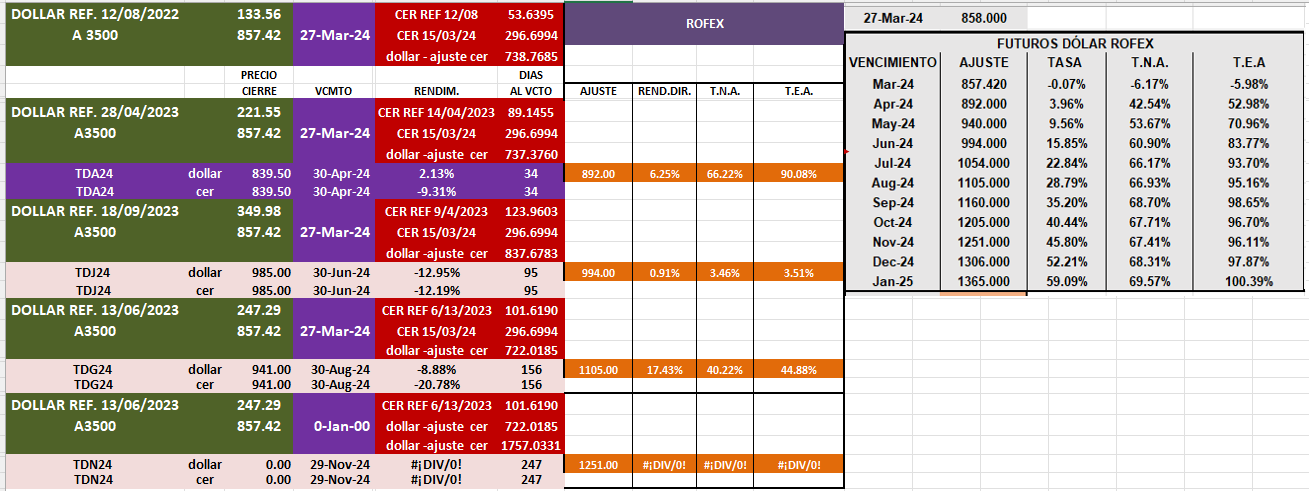 DOLLAR REF. 12/08/2022 133.56 CER REF 12/08 53.6395 ROFEX 27-Mar-24 858.000
A 3500 857.42 27-Mar-24 CER 15/03/24 296.6994
dollar - ajuste cer 738.7685
PRECIO CIERRE VCMTO RENDIM. DIAS AL VCTO AJUSTE REND.DIR. T.N.A. T.E.A.
DOLLAR REF. 28/04/2023 221.55 CER REF 14/04/2023 89.1455
A3500 857.42 27-Mar-24 CER 15/03/24 296.6994
dollar -ajuste cer 737.3760
TDA24 dollar 839.50 30-Apr-24 2.13% 34 892.00 6.25% 66.22% 90.08%
TDA24 cer 839.50 30-Apr-24 -9.31% 34
DOLLAR REF. 18/09/2023 349.98 CER REF 9/4/2023 123.9603
A3500 857.42 27-Mar-24 CER 15/03/24 296.6994
dollar -ajuste cer 837.6783
TDJ24 dollar 985.00 30-Jun-24 -12.95% 95 994.00 0.91% 3.46% 3.51%
TDJ24 cer 985.00 30-Jun-24 -12.19% 95
DOLLAR REF. 13/06/2023 247.29 CER REF 6/13/2023 101.6190
A3500 857.42 27-Mar-24 CER 15/03/24 296.6994
dollar -ajuste cer 722.0185
TDG24 dollar 941.00 30-Aug-24 -8.88% 156 1105.00 17.43% 40.22% 44.88%
TDG24 cer 941.00 30-Aug-24 -20.78% 156
DOLLAR REF. 13/06/2023 247.29 CER REF 6/13/2023 101.6190
A3500 857.42 0-Jan-00 dollar -ajuste cer 722.0185
dollar -ajuste cer 1757.0331
TDN24 dollar 0.00 29-Nov-24 #¡DIV/0! 247 1251.00 #¡DIV/0! #¡DIV/0! #¡DIV/0!
TDN24 cer 0.00 29-Nov-24 #¡DIV/0! 247
FUTUROS DÓLAR ROFEX
VENCIMIENTO AJUSTE TASA T.N.A. T.E.A
Mar-24 857.420 -0.07% -6.17% -5.98%
Apr-24 892.000 3.96% 42.54% 52.98%
May-24 940.000 9.56% 53.67% 70.96%
Jun-24 994.000 15.85% 60.90% 83.77%
Jul-24 1054.000 22.84% 66.17% 93.70%
Aug-24 1105.000 28.79% 66.93% 95.16%
Sep-24 1160.000 35.20% 68.70% 98.65%
Oct-24 1205.000 40.44% 67.71% 96.70%
Nov-24 1251.000 45.80% 67.41% 96.11%
Dec-24 1306.000 52.21% 68.31% 97.87%
Jan-25 1365.000 59.09% 69.57% 100.39%